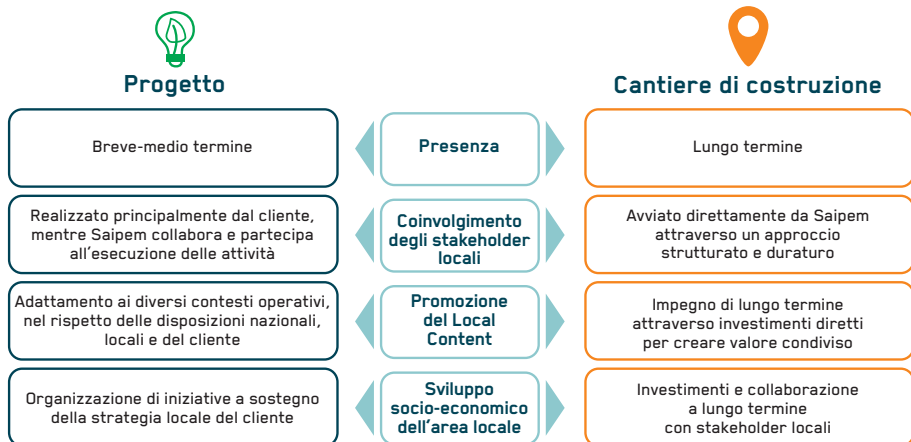 Progetto
Cantiere di costruzione
Breve-medio termine
Presenza
Lungo termine
Realizzato principalmente dal cliente,
mentre Saipem collabora e partecipa
all'esecuzione delle attività
Coinvolgimento
degli stakeholder
locali
Avviato direttamente da Saipem
attraverso un approccio
strutturato e duraturo
Adattamento ai diversi contesti operativi,
nel rispetto delle disposizioni nazionali,
locali e del cliente
Promozione
del Local
Content
Impegno di lungo termine
attraverso investimenti diretti
per creare valore condiviso
Organizzazione di iniziative a sostegno
della strategia locale del cliente
Sviluppo
socio-economico
dell'area locale
Investimenti e collaborazione
a lungo termine
con stakeholder locali